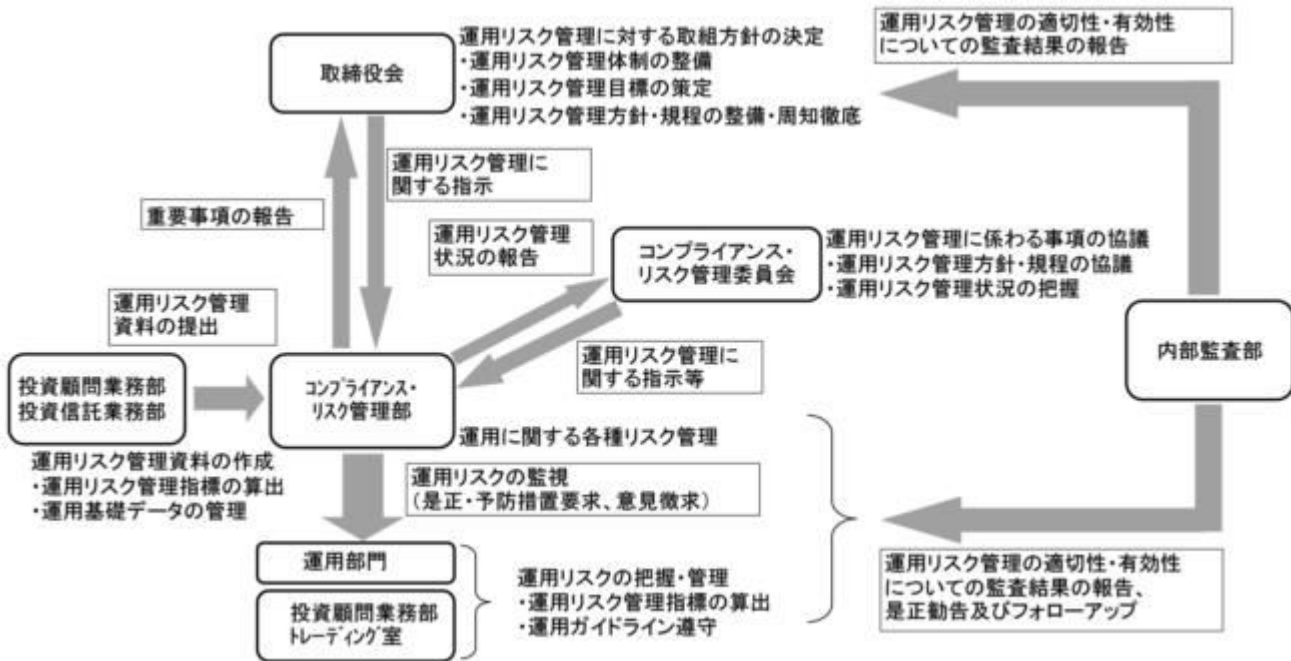 取締役会
運用リスク管理に対する取組方針の決定
・運用リスク管理体制の整備
・運用リスク管理目標の策定
・運用リスク管理方針・規程の整備・周知徹底
運用リスク管理の適切性・有効性
についての監査結果の報告
運用リスク管理に
関する指示
重要事項の報告
運用リスク管理
状況の報告
コンプライアンス・
リスク管理委員会
運用リスク管理に係わる事項の協議
・運用リスク管理方針・規程の協議
・運用リスク管理状況の把握
運用リスク管理
資料の提出
内部監査部
運用リスク管理に
関する指示等
投資顧問業務部
投資信託業務部
コンプライアンス・
リスク管理部
運用に関する各種リスク管理
運用リスク管理資料の作成
・運用リスク管理指標の算出
・運用基礎データの管理
運用リスクの監視
(是正・予防措置要求、意見徴求)
運用部門
投資顧問業務部
トレーディング室
運用リスクの把握・管理
・運用リスク管理指標の算出
・運用ガイドライン遵守
運用リスク管理の適切性・有効性
についての監査結果の報告、
是正勧告及びフォローアップ